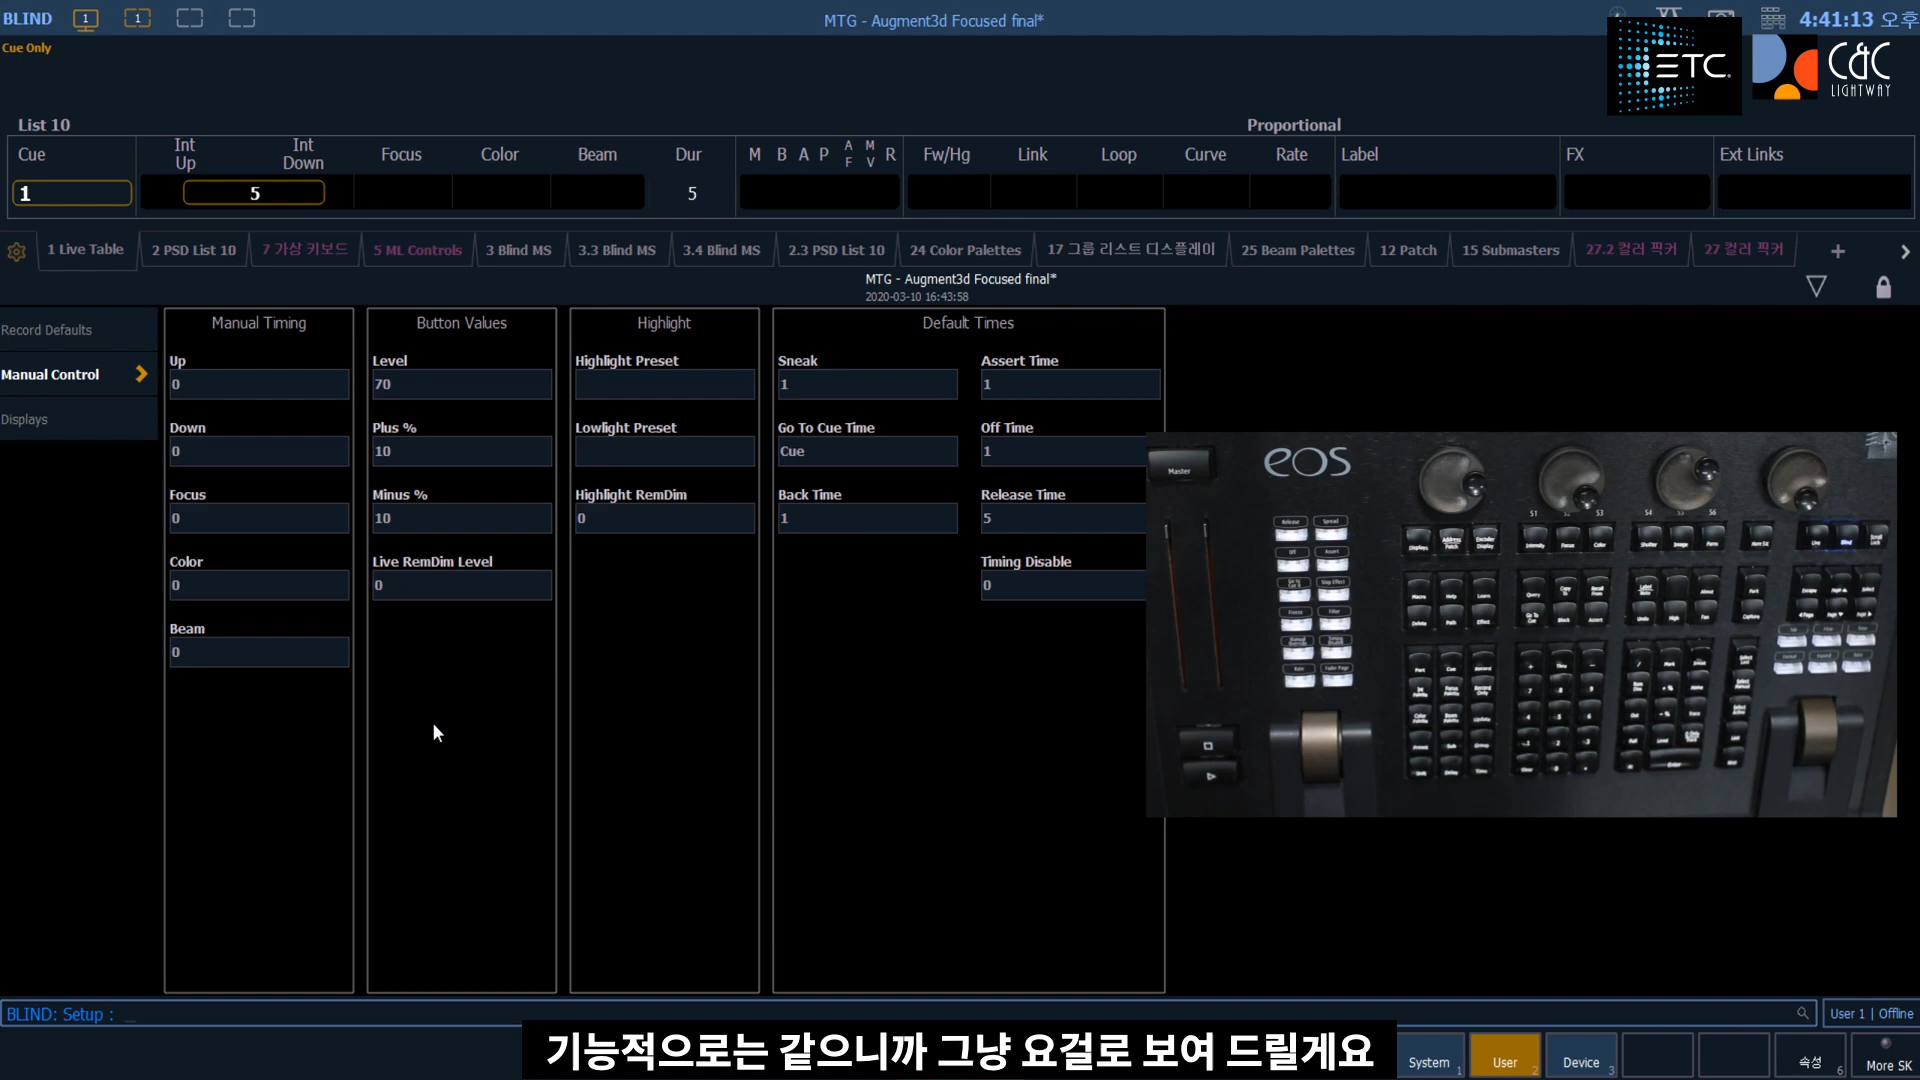 BLIND 1 1 MTG - Augment3d Focused final* 4:41:13 오후
Cue Only
ETC. C&C LIGHTWAY
List 10 Proportional
Cue Int Up Int Down Focus Color Beam Dur M B A P AF MV R Fw/Hg Link Loop Curve Rate Label FX Ext Links
1 5 5
1 Live Table 2 PSD List 10 7 가상 키보드 5 ML Controls 3 Blind MS 3.3 Blind MS 3.4 Blind MS 2.3 PSD List 10 24 Color Palettes 17 그룹 리스트 디스플레이 25 Beam Palettes 12 Patch 15 Submasters 27.2 컬러 픽커 27 컬러 픽커 +
MTG - Augment3d Focused final*
2020-03-10 16:43:58
Record Defaults
Manual Control
Displays
Manual Timing
Up
0
Down
0
Focus
0
Color
0
Beam
0
Button Values
Level
70
Plus %
10
Minus %
10
Live RemDim Level
0
Highlight
Highlight Preset
Lowlight Preset
Highlight RemDim
0
Default Times
Sneak
1
Go To Cue Time
Cue
Back Time
1
Assert Time
1
Off Time
1
Release Time
5
Timing Disable
0
Master
eos
BLIND: Setup :
User 1 | Offline
기능적으로는 같으니까 그냥 요걸로 보여 드릴게요
System 1 User 2 Device 3 속성 6 More SK